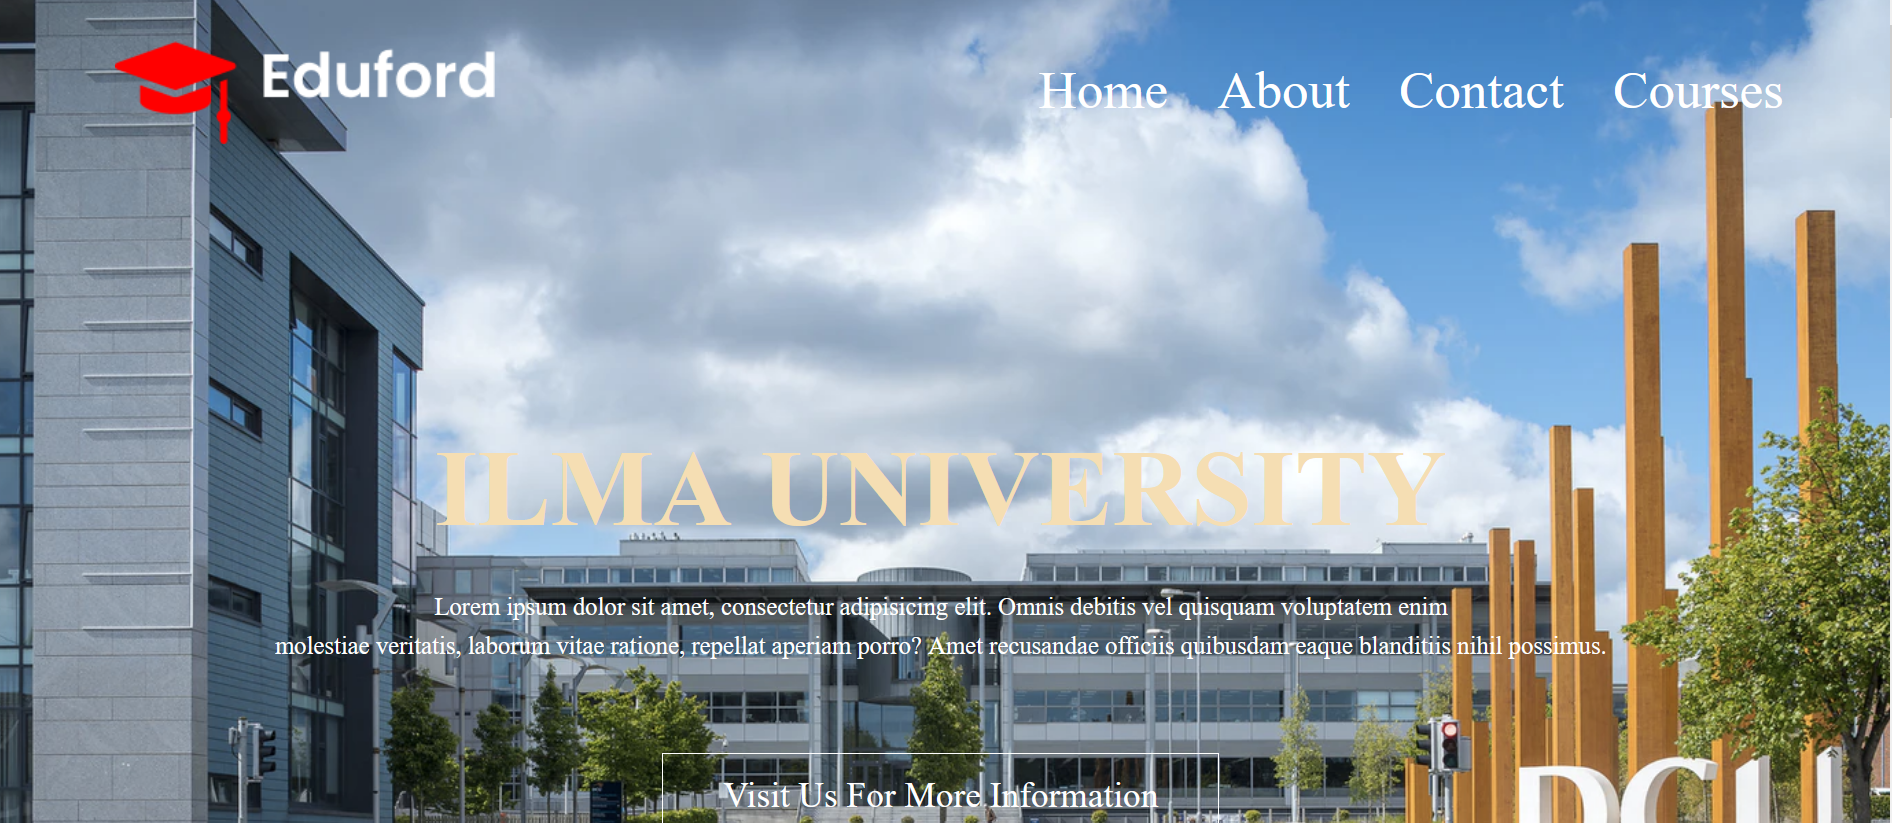 Eduford
Home About Contact Courses
ILMA UNIVERSITY
Lorem ipsum dolor sit amet, consectetur adipisicing elit. Omnis debitis vel quisquam voluptatem enim
molestiae veritatis, laborum vitae ratione, repellat aperiam porro? Amet recusandae officiis quibusdam eaque blanditiis nihil possimus.
Visit Us For More Information
DCU